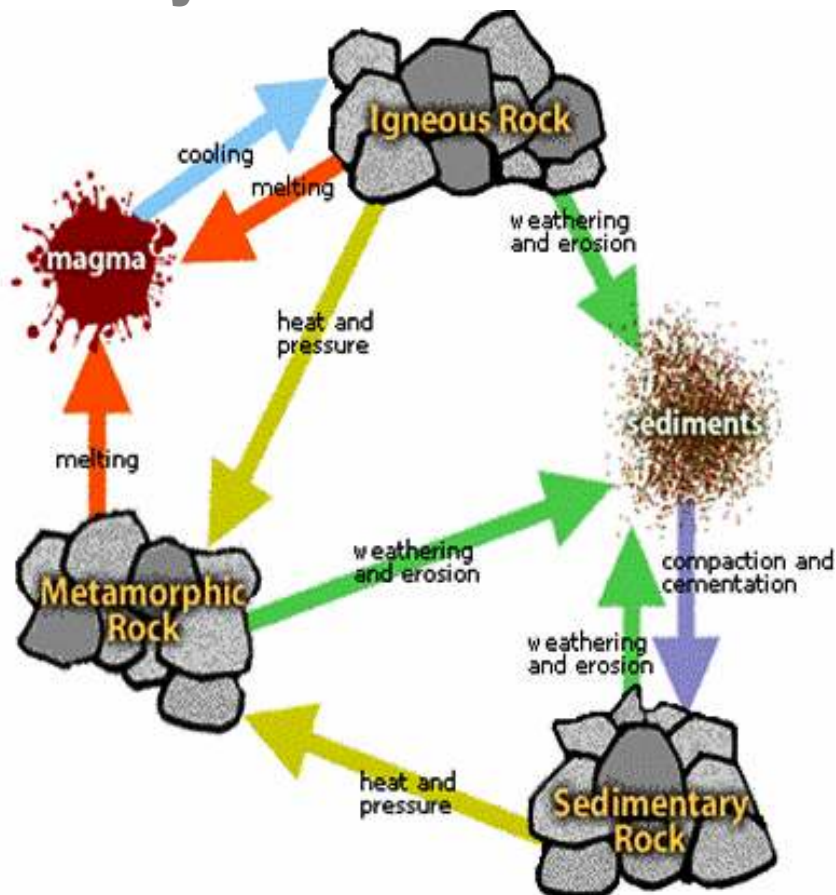 Igneous Rock
cooling
melting
weathering
and erosion
magma
heat and
pressure
sediments
melting
weathering
and erosion
compaction and
cementation
Metamorphic
Rock
weathering
and erosion
heat and
pressure
Sedimentary
Rock